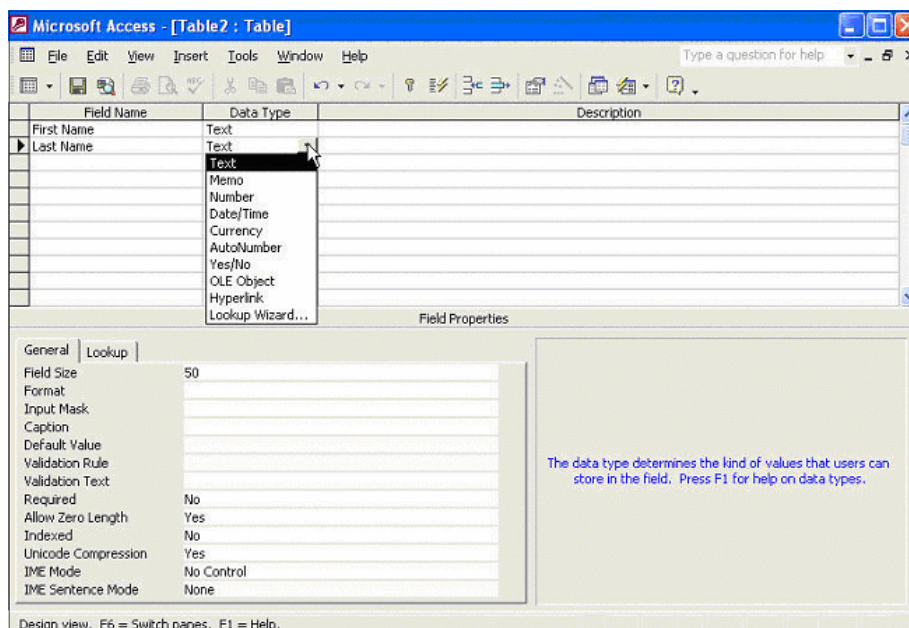 Microsoft Access - [Table2 : Table]
File Edit View Insert Tools Window Help Type a question for help
Field Name Data Type Description
First Name Text
Last Name Text
Text
Memo
Number
Date/Time
Currency
AutoNumber
Yes/No
OLE Object
Hyperlink
Lookup Wizard...
Field Properties
General Lookup
Field Size 50
Format
Input Mask
Caption
Default Value
Validation Rule
Validation Text
Required No
Allow Zero Length Yes
Indexed No
Unicode Compression Yes
IME Mode No Control
IME Sentence Mode None
The data type determines the kind of values that users can
store in the field. Press F1 for help on data types.
Design view. F6 = Switch panes. F1 = Help.